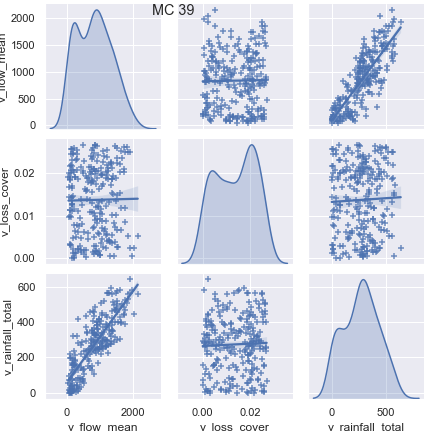 MC 39
2000
1500
1000
500
0
v_flow_mean
0.02
0.01
0.00
v_loss_cover
600
400
200
0
v_rainfall_total
0 2000
0.00 0.02
0 500
v_flow_mean
v_loss_cover
v_rainfall_total